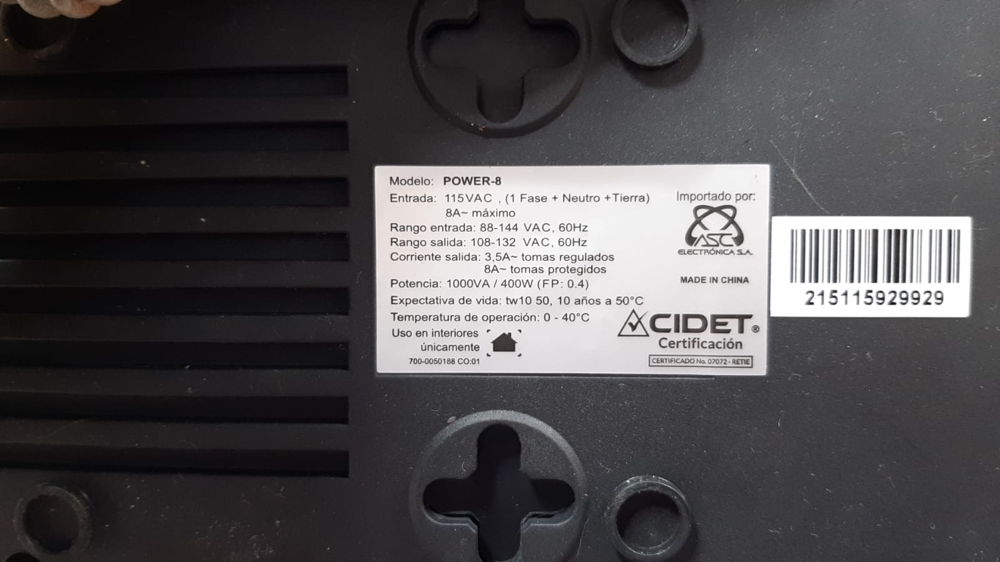 Modelo: POWER-8
Entrada: 115VAC , (1 Fase + Neutro +Tierra)
8A~ máximo
Rango entrada: 88-144 VAC, 60Hz
Rango salida: 108-132 VAC, 60Hz
Corriente salida: 3,5A~ tomas regulados
8A~ tomas protegidos
Potencia: 1000VA / 400W (FP: 0.4)
Expectativa de vida: tw10 50, 10 años a 50°C
Temperatura de operación: 0 - 40°C
Uso en interiores
únicamente
700-0050188 CO:01
Importado por:
ASC
ELECTRÓNICA S.A.
MADE IN CHINA
CIDET®
Certificación
CERTIFICADO No. 07072 - RETIE
215115929929